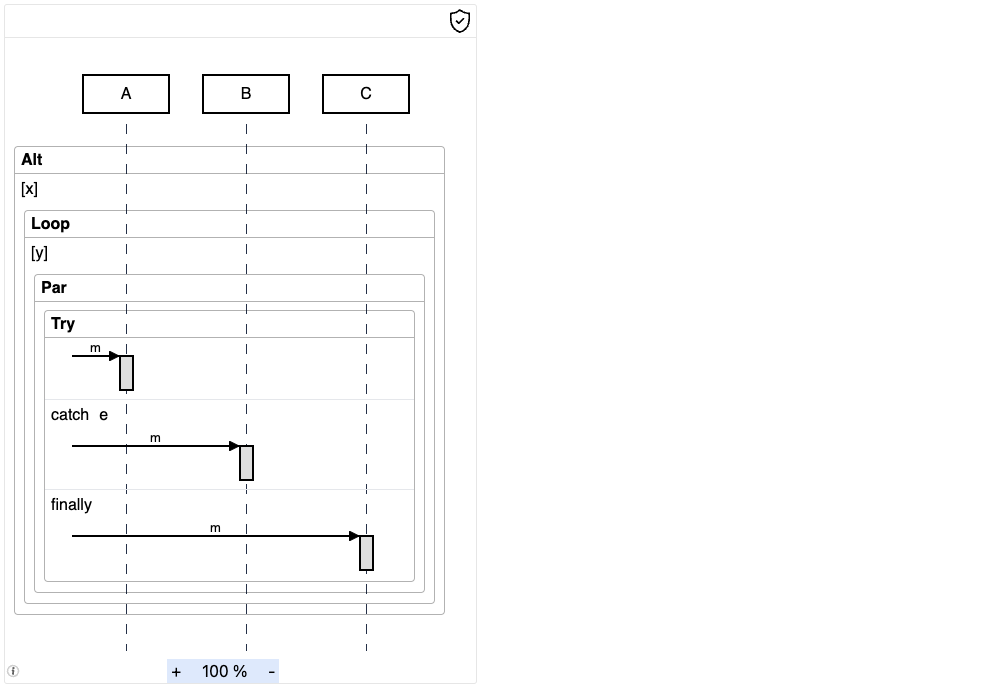 A B C
Alt
[x]
Loop
[y]
Par
Try
m
catch e
m
finally
m
+ 100 % -